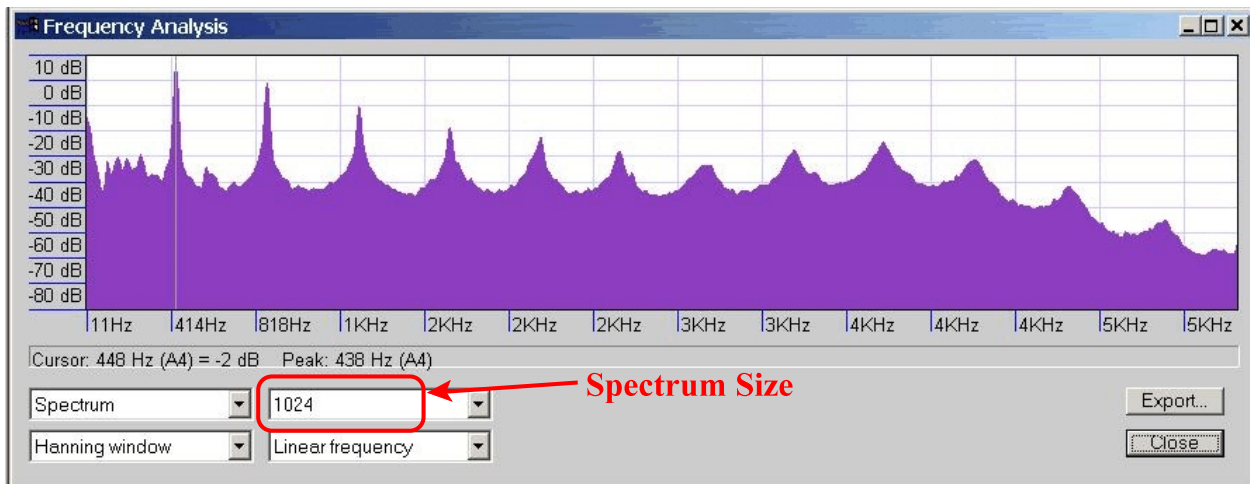 Frequency Analysis
10 dB
0 dB
-10 dB
-20 dB
-30 dB
-40 dB
-50 dB
-60 dB
-70 dB
-80 dB
11Hz 414Hz 818Hz 1KHz 2KHz 2KHz 2KHz 3KHz 3KHz 4KHz 4KHz 4KHz 5KHz 5KHz
Cursor: 448 Hz (A4) = -2 dB Peak: 438 Hz (A4)
Spectrum Size
Spectrum 1024 Export...
Hanning window Linear frequency Close